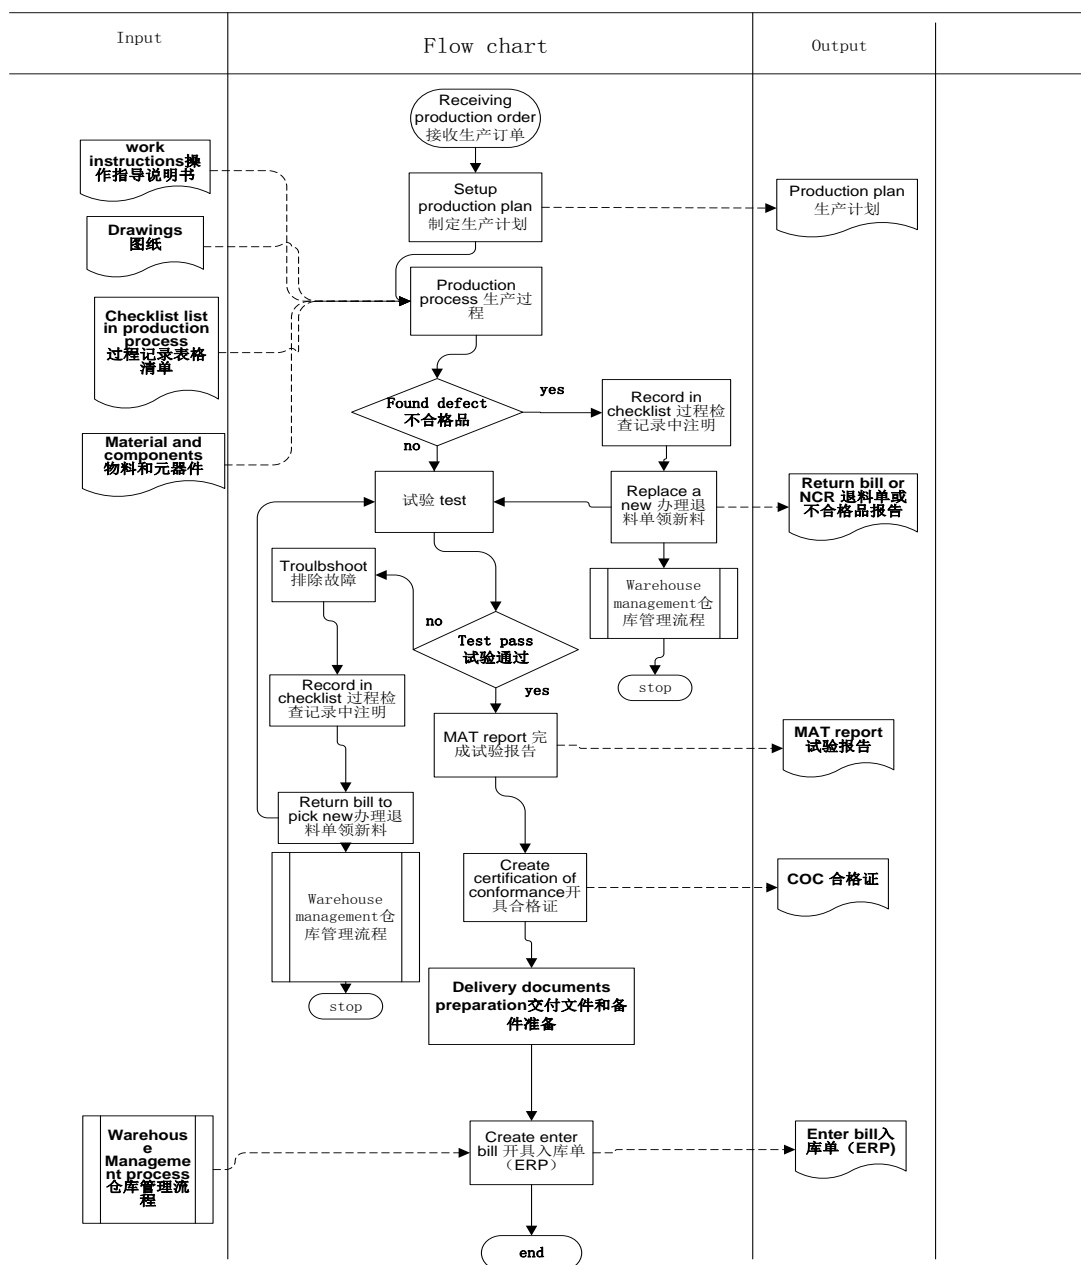 Input
Flow chart
Output
Receiving
production order
接收生产订单
work
instructions操
作指导说明书
Setup
production plan
制定生产计划
Production plan
生产计划
Drawings
图纸
Production
process 生产过
程
Checklist list
in production
process
过程记录表格
清单
Found defect
不合格品
yes
no
Record in
checklist 过程检
查记录中注明
Material and
components
物料和元器件
试验 test
Replace a
new 办理退
料单领新料
Return bill or
NCR 退料单或
不合格品报告
Troulbshoot
排除故障
Warehouse
management仓
库管理流程
no
Test pass
试验通过
yes
stop
Record in
checklist 过程检
查记录中注明
MAT report 完
成试验报告
MAT report
试验报告
Return bill to
pick new办理退
料单领新料
Create
certification of
conformance开
具合格证
COC 合格证
Warehouse
management仓
库管理流程
stop
Delivery documents
preparation交付文件和备
件准备
Warehous
e
Manageme
nt process
仓库管理流
程
Create enter
bill 开具入库单
（ERP）
Enter bill入
库单（ERP)
end